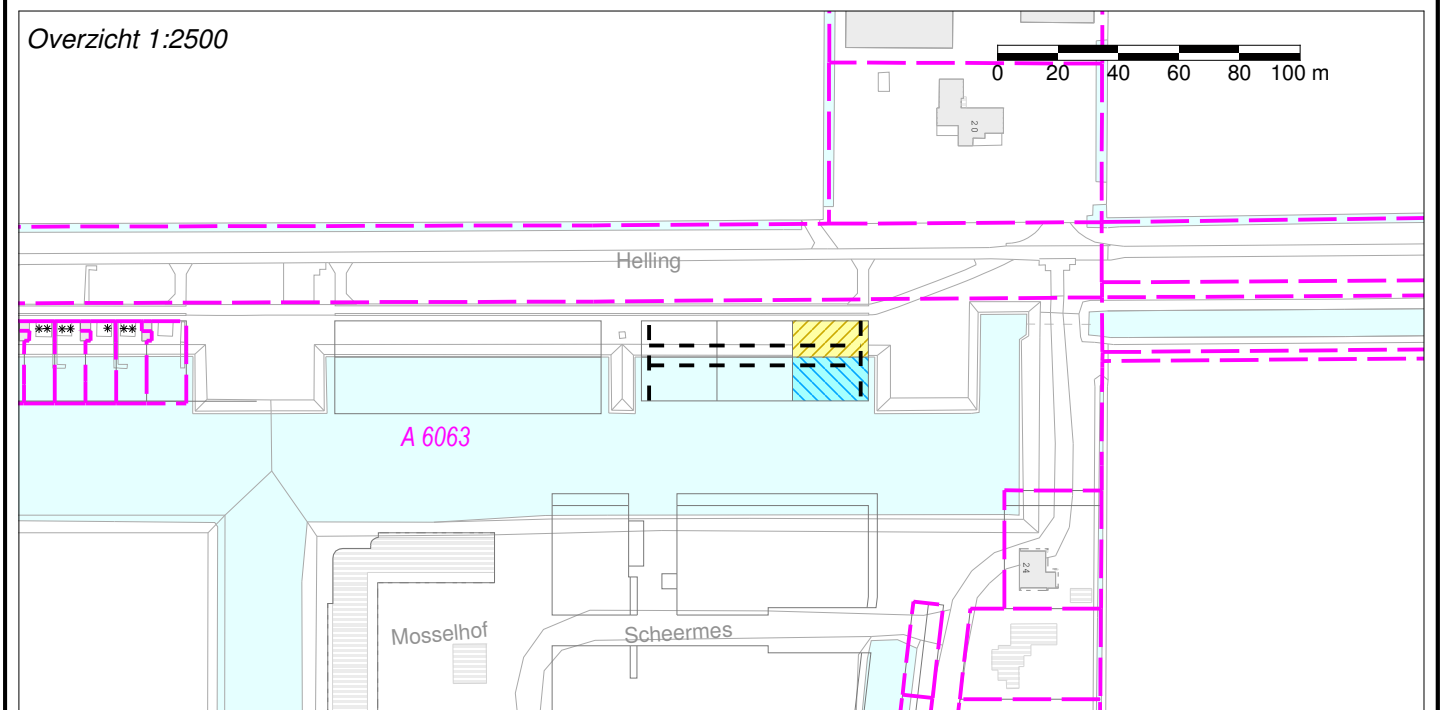 Overzicht 1:2500
0 20 40 60 80 100 m
20
Helling
** ** * **
A 6063
24
Mosselhof
Scheermes